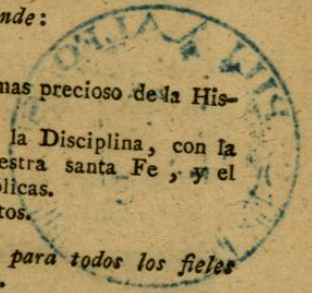 nde:
mas precioso de la His-
la Disciplina, con la
estra santa Fe, y el
olicas.
tos.
para todos los fieles